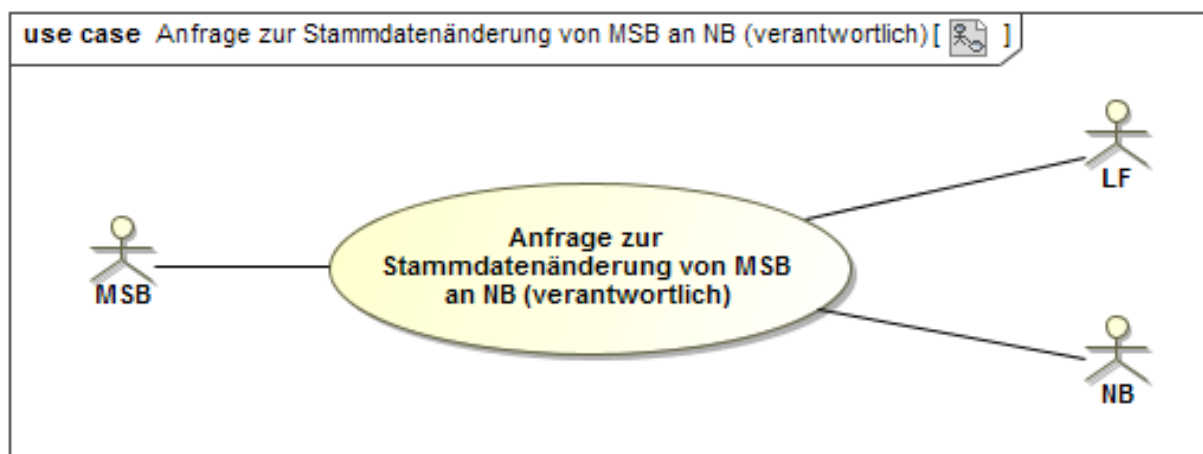 use case Anfrage zur Stammdatenänderung von MSB an NB (verantwortlich) [ ]
LF
Anfrage zur
Stammdatenänderung von MSB
an NB (verantwortlich)
MSB
NB